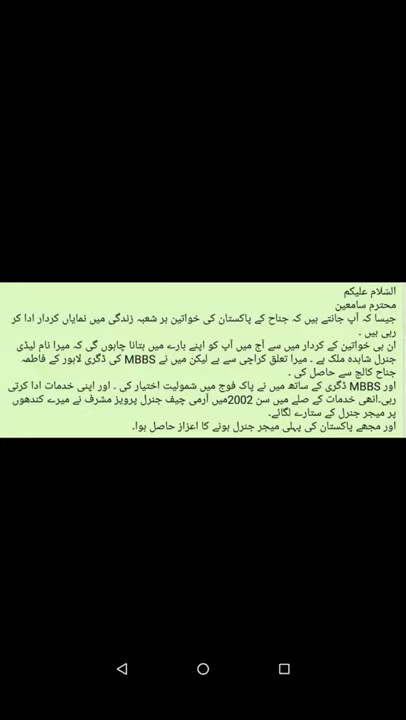 السّلام علیکم
محترم سامعین
جیسا کہ آپ جانتے ہیں کہ جناح کے پاکستان کی خواتین ہر شعبہ زندگی میں نمایاں کردار ادا کر
رہی ہیں ۔
ان ہی خواتین کے کردار میں سے آج میں آپ کو اپنے بارے میں بتانا چاہوں گی کہ میرا نام لیڈی
جنرل شاہدہ ملک ہے ۔ میرا تعلق کراچی سے ہے لیکن میں نے MBBS کی ڈگری لاہور کے فاطمہ
جناح کالج سے حاصل کی ۔
اور MBBS ڈگری کے ساتھ میں نے پاک فوج میں شمولیت اختیار کی ۔ اور اپنی خدمات ادا کرتی
رہی۔انھی خدمات کے صلے میں سن 2002میں آرمی چیف جنرل پرویز مشرف نے میرے کندھوں
پر میجر جنرل کے ستارے لگائے۔
اور مجھے پاکستان کی پہلی میجر جنرل ہونے کا اعزاز حاصل ہوا۔